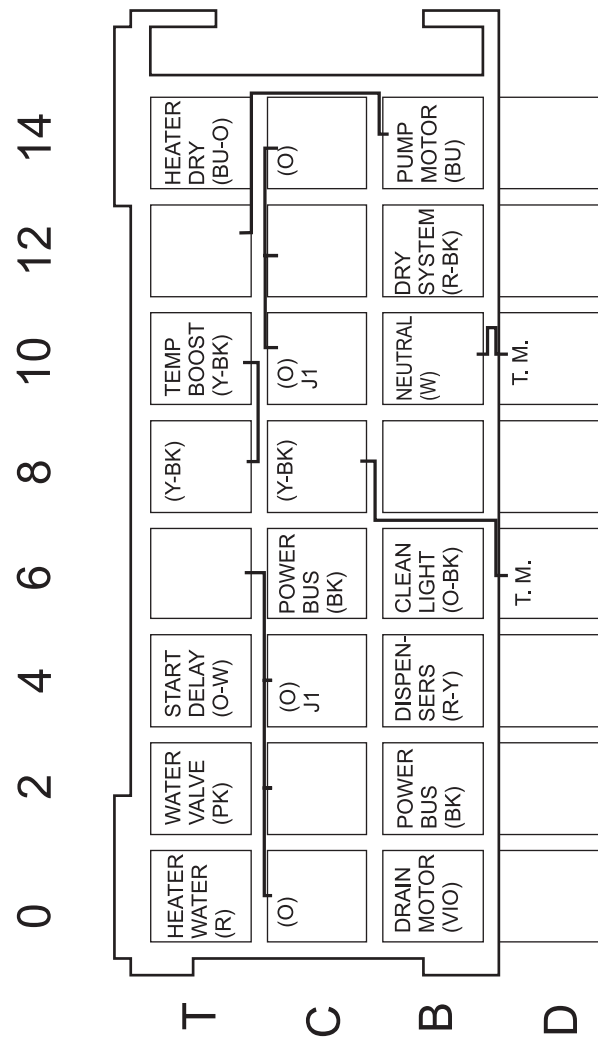 0 2 4 6 8 10 12 14
T
HEATER
WATER
(R)
WATER
VALVE
(PK)
START
DELAY
(O-W)
(Y-BK)
TEMP
BOOST
(Y-BK)
HEATER
DRY
(BU-O)
C
(O)
(O)
J1
POWER
BUS
(BK)
(Y-BK)
(O)
J1
(O)
B
DRAIN
MOTOR
(VIO)
POWER
BUS
(BK)
DISPEN-
SERS
(R-Y)
CLEAN
LIGHT
(O-BK)
NEUTRAL
(W)
DRY
SYSTEM
(R-BK)
PUMP
MOTOR
(BU)
D
T. M.
T. M.